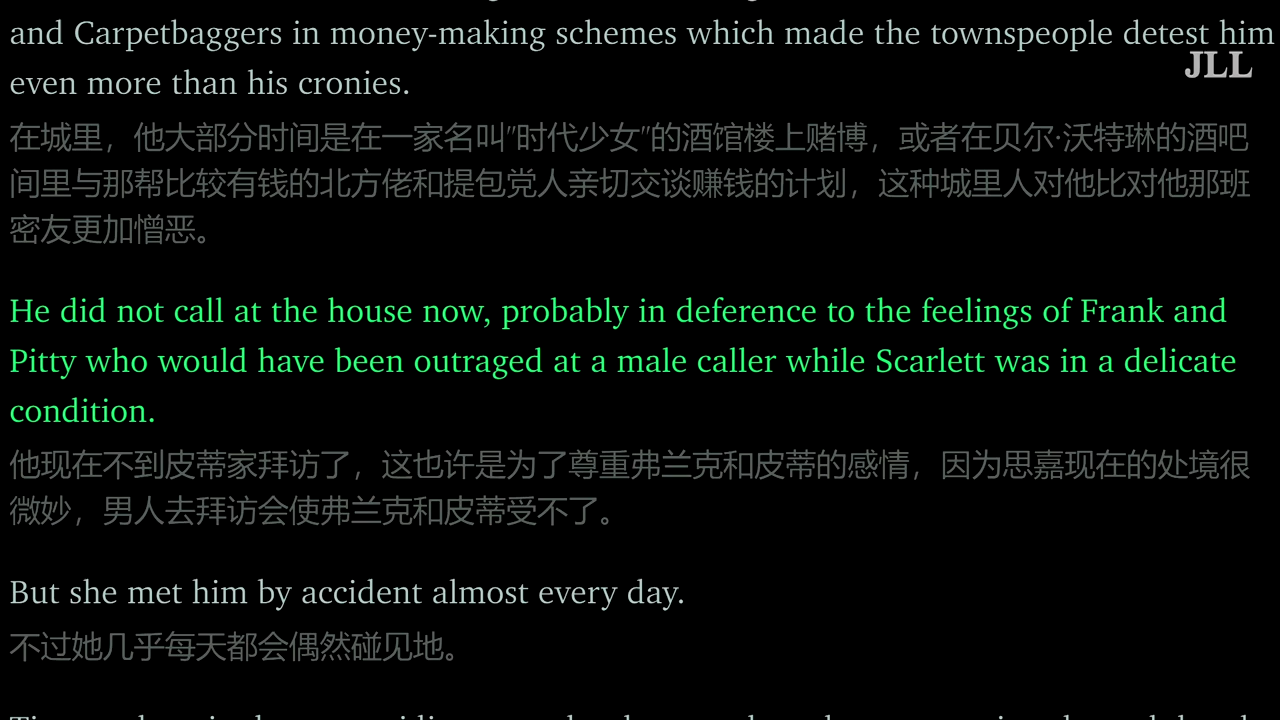 and Carpetbaggers in money-making schemes which made the townspeople detest him
even more than his cronies.
JLL
在城里，他大部分时间是在一家名叫"时代少女"的酒馆楼上赌博，或者在贝尔·沃特琳的酒吧
间里与那帮比较有钱的北方佬和提包党人亲切交谈赚钱的计划，这种城里人对他比对他那班
密友更加憎恶。
He did not call at the house now, probably in deference to the feelings of Frank and
Pitty who would have been outraged at a male caller while Scarlett was in a delicate
condition.
他现在不到皮蒂家拜访了，这也许是为了尊重弗兰克和皮蒂的感情，因为思嘉现在的处境很
微妙，男人去拜访会使弗兰克和皮蒂受不了。
But she met him by accident almost every day.
不过她几乎每天都会偶然碰见地。